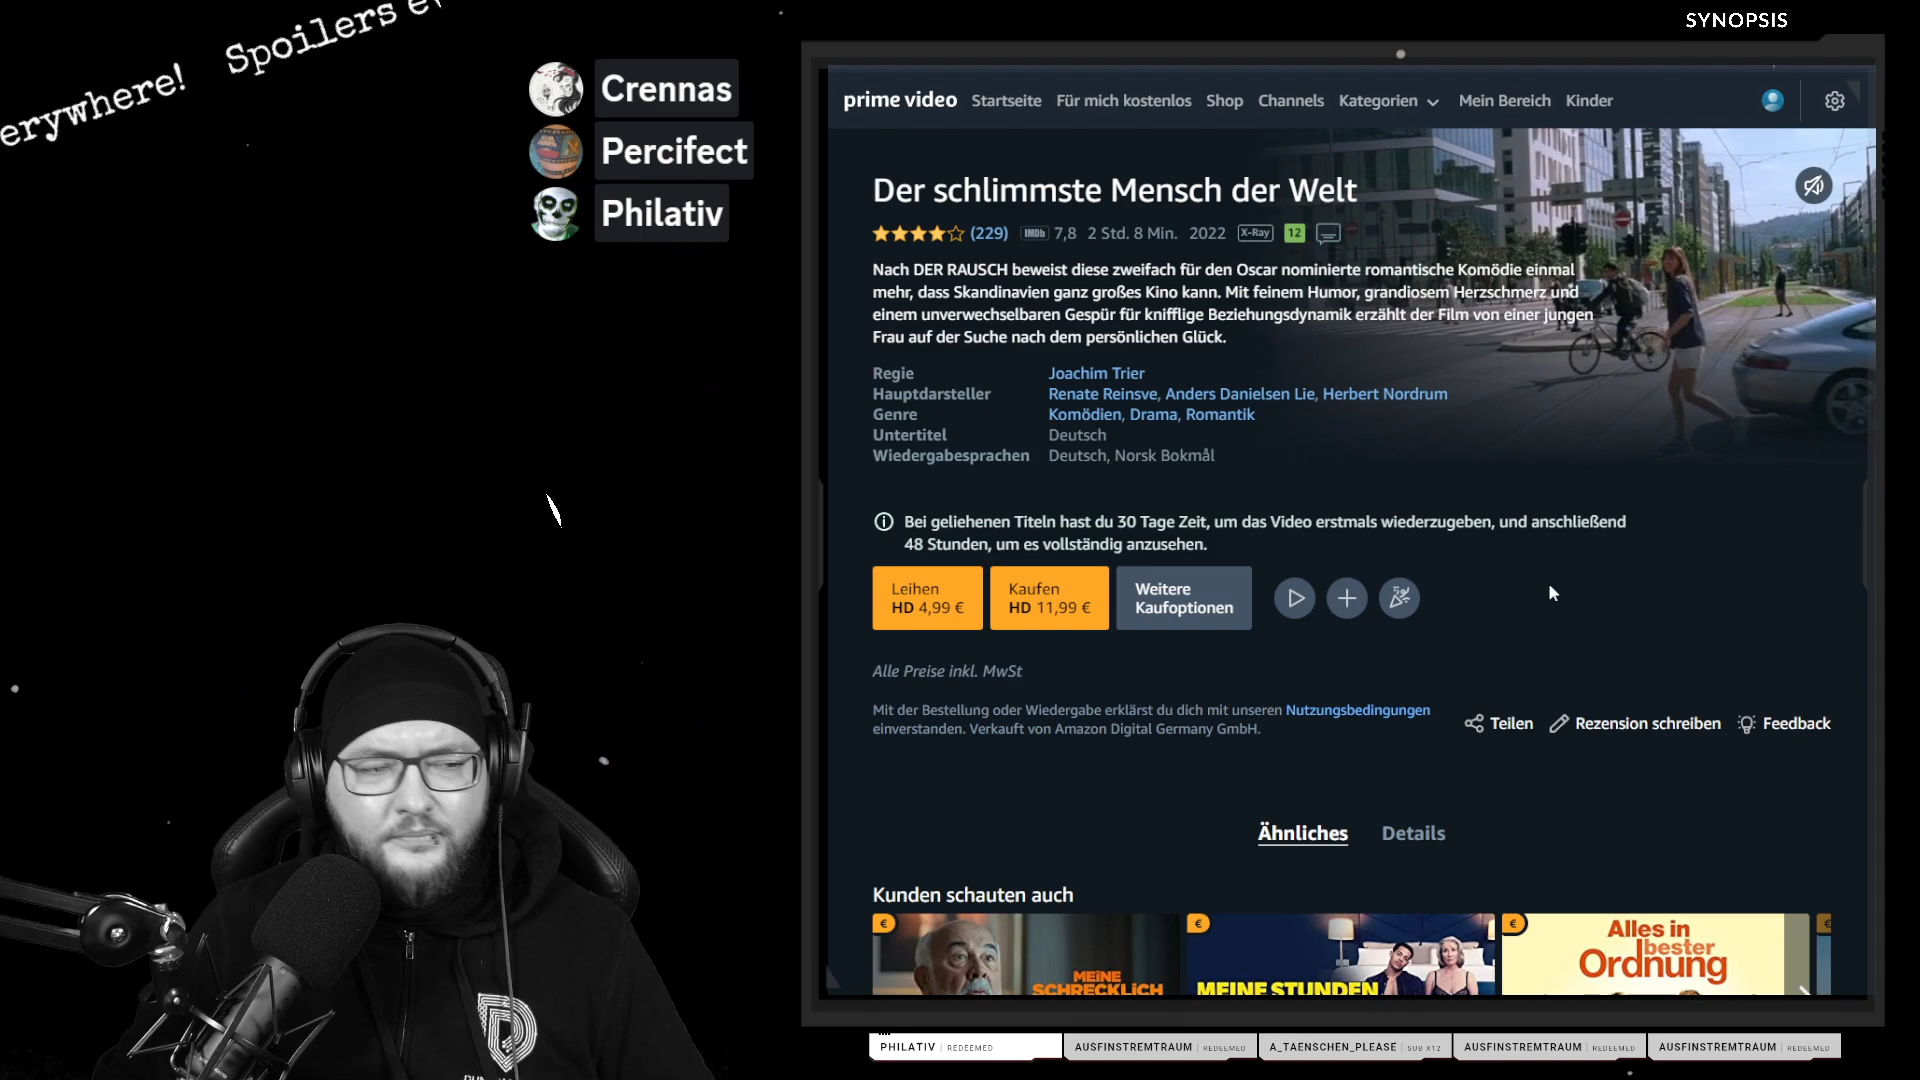 erywhere! Spoilers ev
SYNOPSIS
Crennas
Percifect
Philativ
prime video Startseite Für mich kostenlos Shop Channels Kategorien Mein Bereich Kinder
Der schlimmste Mensch der Welt
(229) IMDb 7,8 2 Std. 8 Min. 2022 X-Ray 12
Nach DER RAUSCH beweist diese zweifach für den Oscar nominierte romantische Komödie einmal
mehr, dass Skandinavien ganz großes Kino kann. Mit feinem Humor, grandiosem Herzschmerz und
einem unverwechselbaren Gespür für knifflige Beziehungsdynamik erzählt der Film von einer jungen
Frau auf der Suche nach dem persönlichen Glück.
Regie Joachim Trier
Hauptdarsteller Renate Reinsve, Anders Danielsen Lie, Herbert Nordrum
Genre Komödien, Drama, Romantik
Untertitel Deutsch
Wiedergabesprachen Deutsch, Norsk Bokmål
Bei geliehenen Titeln hast du 30 Tage Zeit, um das Video erstmals wiederzugeben, und anschließend
48 Stunden, um es vollständig anzusehen.
Leihen
HD 4,99 €
Kaufen
HD 11,99 €
Weitere
Kaufoptionen
Alle Preise inkl. MwSt
Mit der Bestellung oder Wiedergabe erklärst du dich mit unseren Nutzungsbedingungen
einverstanden. Verkauft von Amazon Digital Germany GmbH.
Teilen Rezension schreiben Feedback
Ähnliches Details
Kunden schauten auch
€ € € €
MEINE
SCHRECKLICH
MEINE STUNDEN
Alles in
bester
Ordnung
PHILATIV | REDEEMED AUSFINSTREMTRAUM | REDEEMED A_TAENSCHEN_PLEASE | SUB X12 AUSFINSTREMTRAUM | REDEEMED AUSFINSTREMTRAUM | REDEEMED